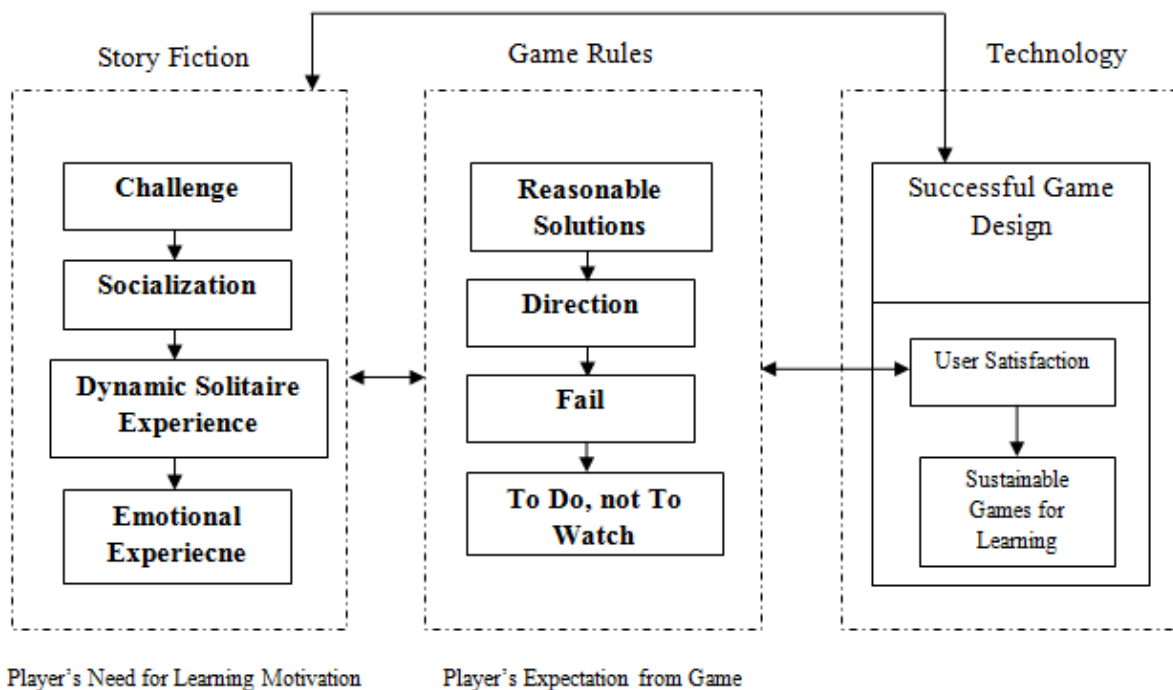 Story Fiction
Game Rules
Technology
Challenge
Socialization
Dynamic Solitaire
Experience
Emotional
Experiecne
Reasonable
Solutions
Direction
Fail
To Do, not To
Watch
Successful Game
Design
User Satisfaction
Sustainable
Games for
Learning
Player’s Need for Learning Motivation
Player’s Expectation from Game